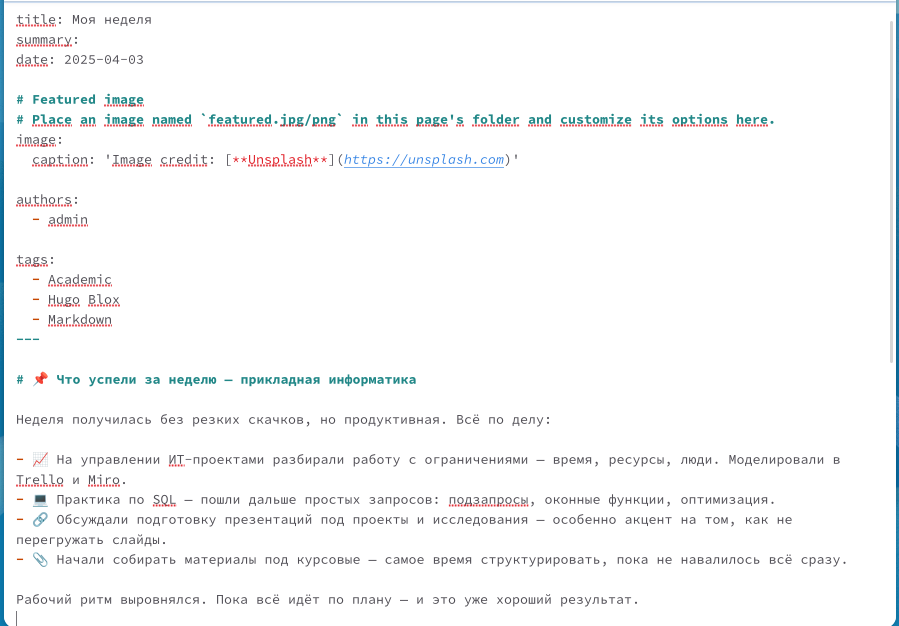 title: Моя неделя
summary:
date: 2025-04-03
# Featured image
# Place an image named `featured.jpg/png` in this page's folder and customize its options here.
image:
  caption: 'Image credit: [**Unsplash**](https://unsplash.com)'
authors:
  - admin
tags:
  - Academic
  - Hugo Blox
  - Markdown
---
# 📌 Что успели за неделю — прикладная информатика
Неделя получилась без резких скачков, но продуктивная. Всё по делу:
- 📈 На управлении ИТ-проектами разбирали работу с ограничениями — время, ресурсы, люди. Моделировали в
Trello и Miro.
- 💻 Практика по SQL — пошли дальше простых запросов: подзапросы, оконные функции, оптимизация.
- 🔗 Обсуждали подготовку презентаций под проекты и исследования — особенно акцент на том, как не
перегружать слайды.
- 📎 Начали собирать материалы под курсовые — самое время структурировать, пока не навалилось всё сразу.
Рабочий ритм выровнялся. Пока всё идёт по плану — и это уже хороший результат.